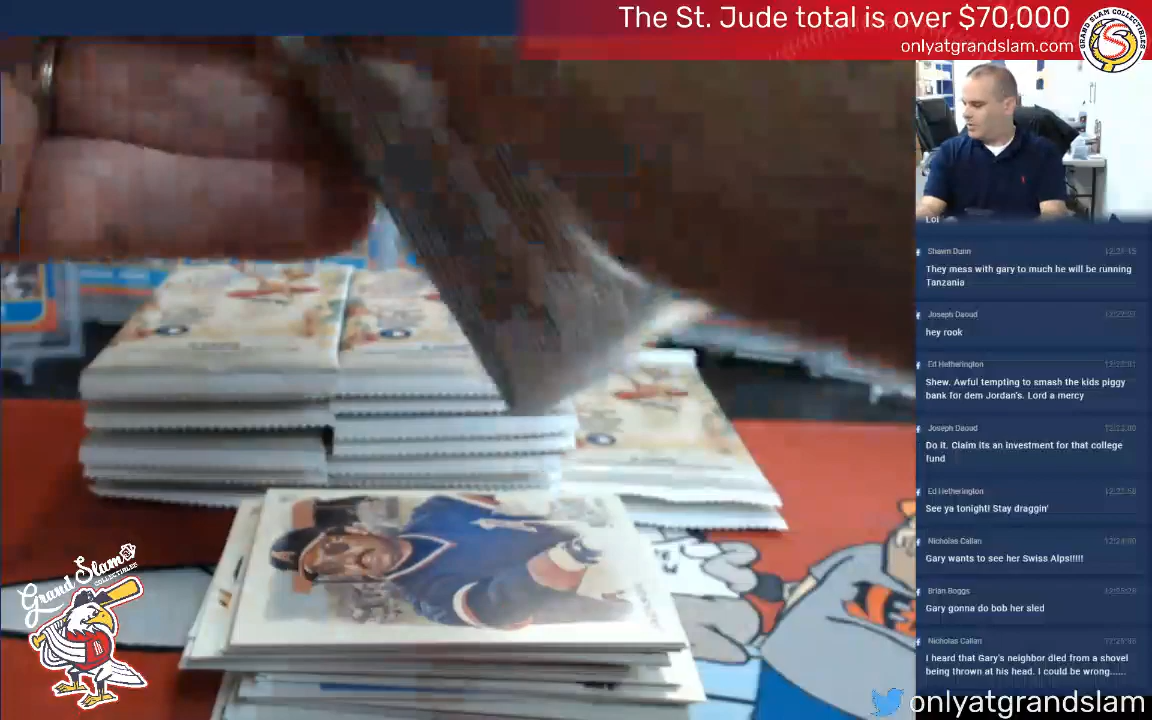 The St. Jude total is over $70,000
onlyatgrandslam.com
GRAND SLAM COLLECTIBLES
Lol
Shawn Dunn
They mess with gary to much he will be running
Tanzania
Joseph Daoud
hey rook
Ed Hetherington
Shew. Awful tempting to smash the kids piggy
bank for dem Jordan's. Lord a mercy
Joseph Daoud
Do it. Claim its an investment for that college
fund
Ed Hetherington
See ya tonight! Stay draggin'
Nicholas Callan
Gary wants to see her Swiss Alps!!!!!
Brian Boggs
Gary gonna do bob her sled
Nicholas Callan
I heard that Gary's neighbor died from a shovel
being thrown at his head. I could be wrong......
Grand Slam
COLLECTIBLES
onlyatgrandslam